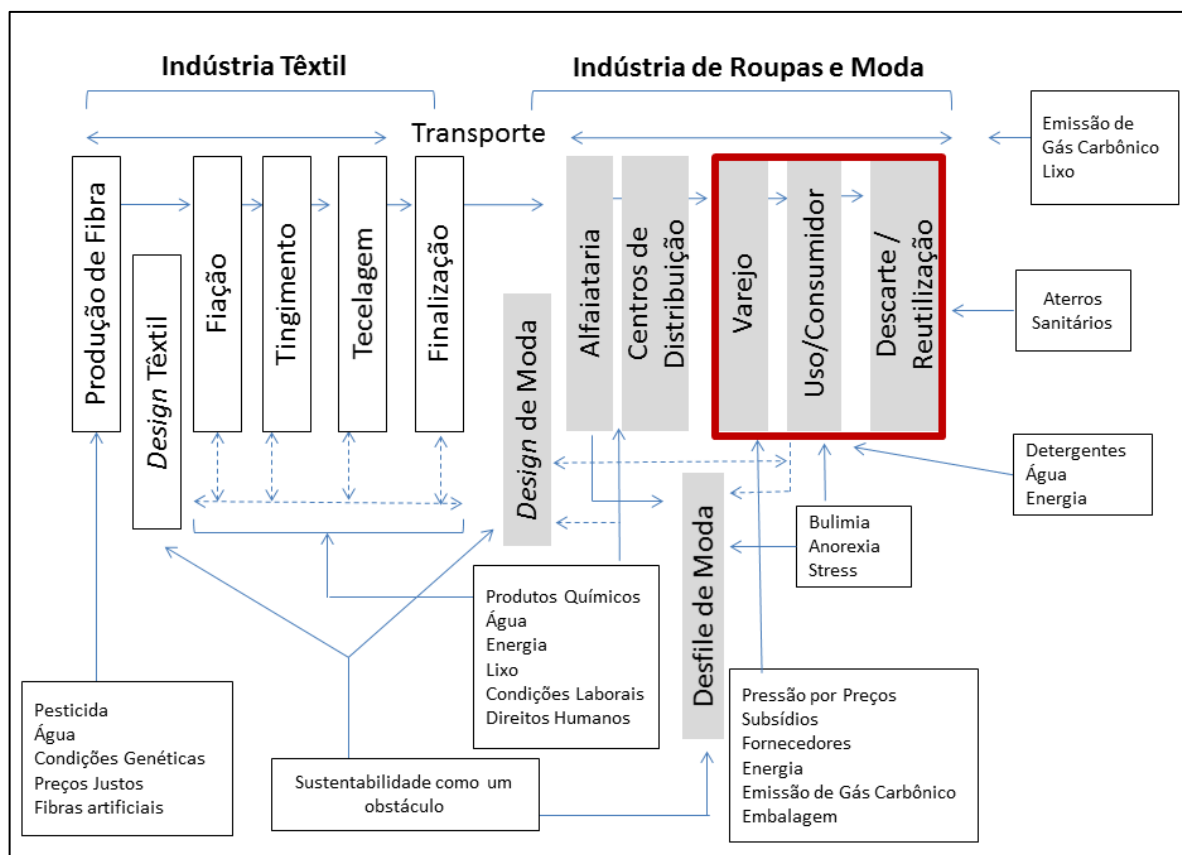 Indústria Têxtil
Indústria de Roupas e Moda
Transporte
Produção de Fibra
Design Têxtil
Fiação
Tingimento
Tecelagem
Finalização
Design de Moda
Alfaiataria
Centros de
Distribuição
Desfile de Moda
Varejo
Uso/Consumidor
Descarte /
Reutilização
Emissão de
Gás Carbônico
Lixo
Aterros
Sanitários
Detergentes
Água
Energia
Bulimia
Anorexia
Stress
Produtos Químicos
Água
Energia
Lixo
Condições Laborais
Direitos Humanos
Pesticida
Água
Condições Genéticas
Preços Justos
Fibras artificiais
Sustentabilidade como um
obstáculo
Pressão por Preços
Subsídios
Fornecedores
Energia
Emissão de Gás Carbônico
Embalagem